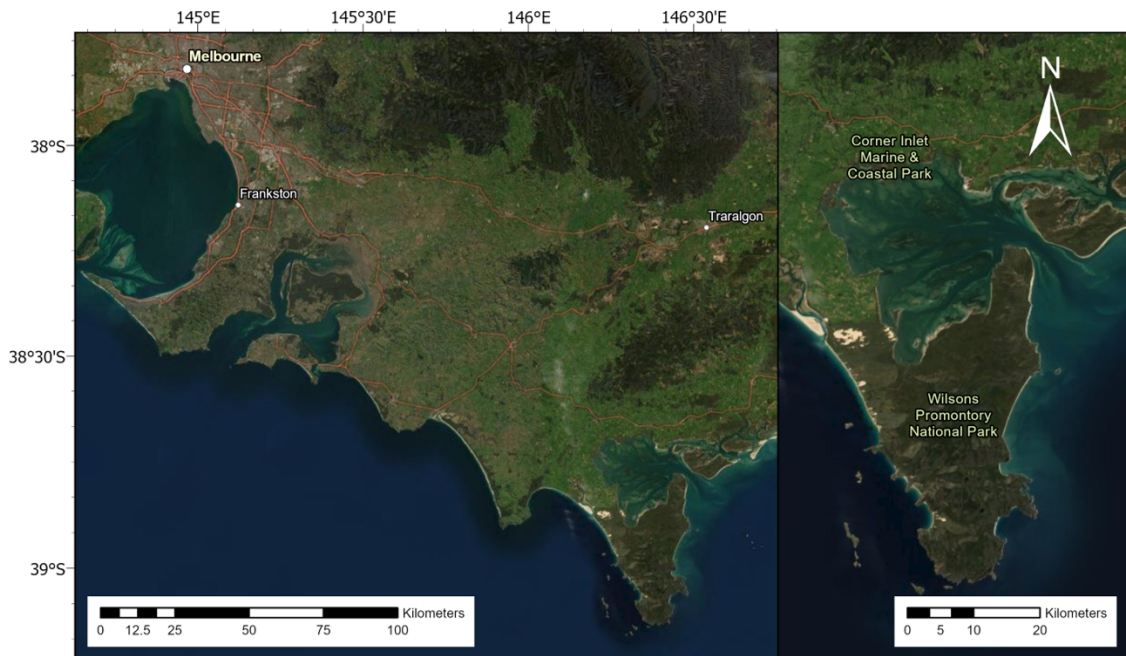 145°E 145°30'E 146°E 146°30'E
Melbourne
N
38°S
Corner Inlet
Marine &
Coastal Park
Frankston
Traralgon
38°30'S
Wilsons
Promontory
National Park
39°S
Kilometers
0 12.5 25 50 75 100
Kilometers
0 5 10 20